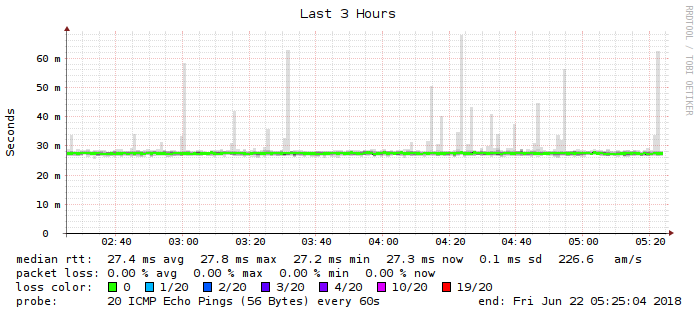 Last 3 Hours
RRDTOOL / TOBI OETIKER
Seconds
60 m
50 m
40 m
30 m
20 m
10 m
0
02:40 03:00 03:20 03:40 04:00 04:20 04:40 05:00 05:20
median rtt: 27.4 ms avg 27.8 ms max 27.2 ms min 27.3 ms now 0.1 ms sd 226.6 am/s
packet loss: 0.00 % avg 0.00 % max 0.00 % min 0.00 % now
loss color: 0 1/20 2/20 3/20 4/20 10/20 19/20
probe: 20 ICMP Echo Pings (56 Bytes) every 60s end: Fri Jun 22 05:25:04 2018